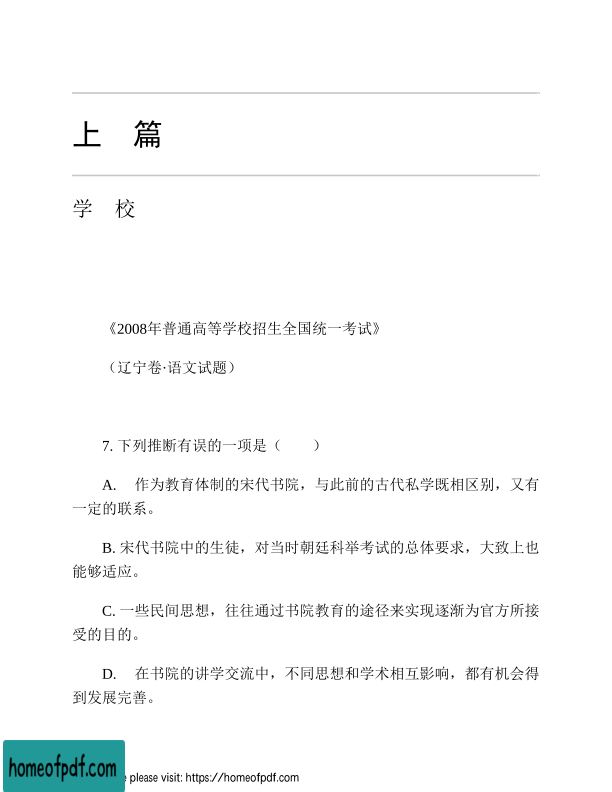 上　篇
学　校
《2008年普通高等学校招生全国统一考试》
（辽宁卷·语文试题）
7. 下列推断有误的一项是（　　）
A.　作为教育体制的宋代书院，与此前的古代私学既相区别，又有
一定的联系。
B. 宋代书院中的生徒，对当时朝廷科举考试的总体要求，大致上也
能够适应。
C. 一些民间思想，往往通过书院教育的途径来实现逐渐为官方所接
受的目的。
D.　在书院的讲学交流中，不同思想和学术相互影响，都有机会得
到发展完善。
homeofpdf.com
please visit: https://homeofpdf.com